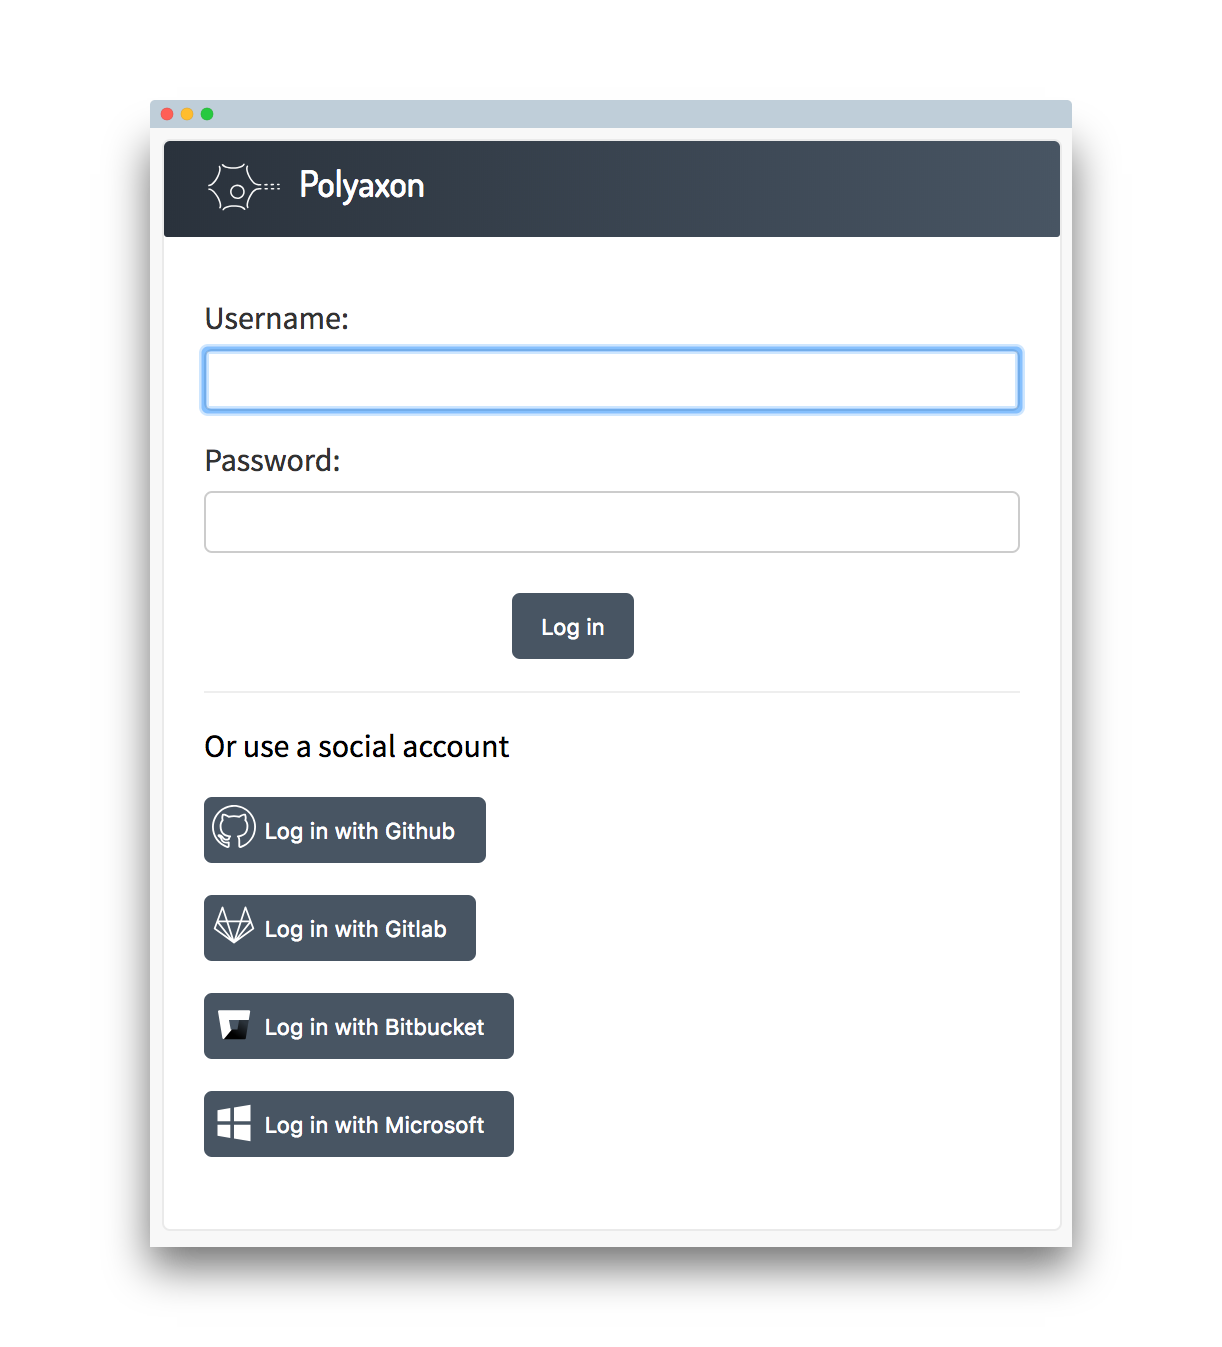 Polyaxon
Username:
Password:
Log in
Or use a social account
Log in with Github
Log in with Gitlab
Log in with Bitbucket
Log in with Microsoft